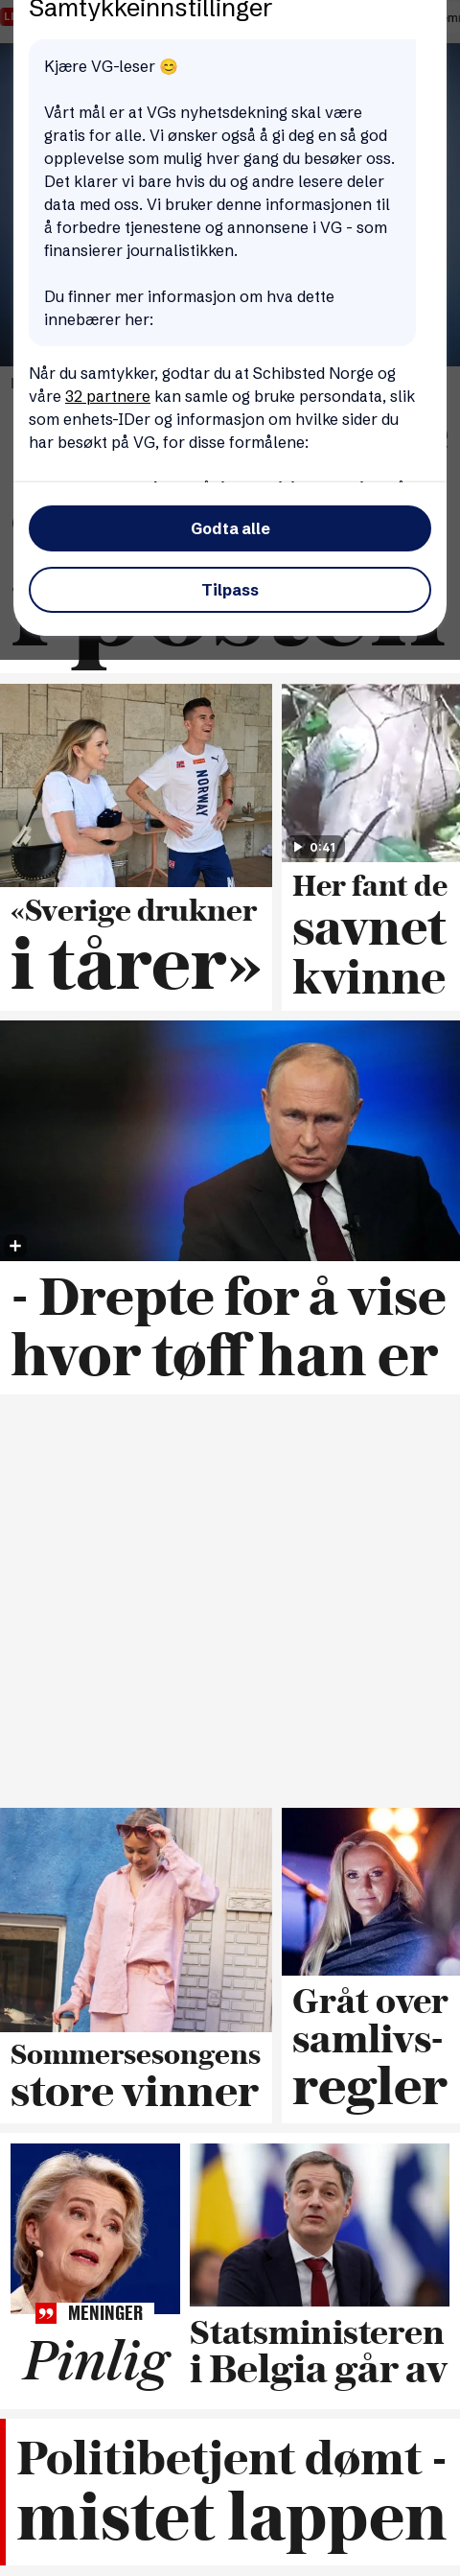 Samtykkeinnstillinger
Kjære VG-leser 😊
Vårt mål er at VGs nyhetsdekning skal være
gratis for alle. Vi ønsker også å gi deg en så god
opplevelse som mulig hver gang du besøker oss.
Det klarer vi bare hvis du og andre lesere deler
data med oss. Vi bruker denne informasjonen til
å forbedre tjenestene og annonsene i VG - som
finansierer journalistikken.
Du finner mer informasjon om hva dette
innebærer her:
Når du samtykker, godtar du at Schibsted Norge og
våre 32 partnere kan samle og bruke persondata, slik
som enhets-IDer og informasjon om hvilke sider du
har besøkt på VG, for disse formålene:
Godta alle
Tilpass
i posten
NORWAY
0:41
«Sverige drukner
i tårer»
Her fant de
savnet
kvinne
- Drepte for å vise
hvor tøff han er
Sommersesongens
store vinner
Gråt over
samlivs-
regler
MENINGER
Pinlig
Statsministeren
i Belgia går av
Politibetjent dømt -
mistet lappen